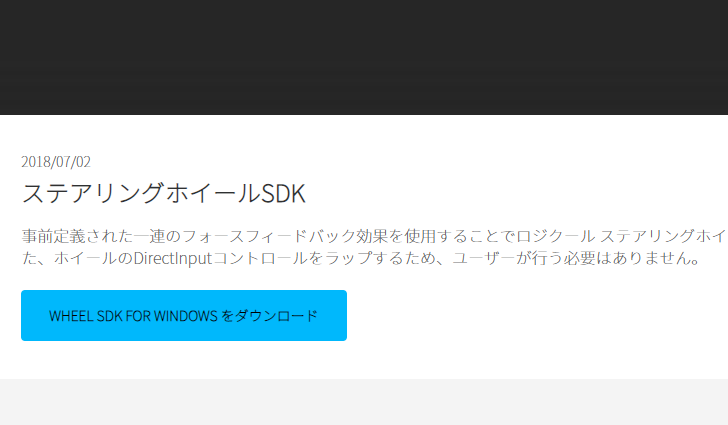 2018/07/02
ステアリングホイールSDK
事前定義された一連のフォースフィードバック効果を使用することでロジクール ステアリングホイ
た、ホイールのDirectInputコントロールをラップするため、ユーザーが行う必要はありません。
WHEEL SDK FOR WINDOWS をダウンロード